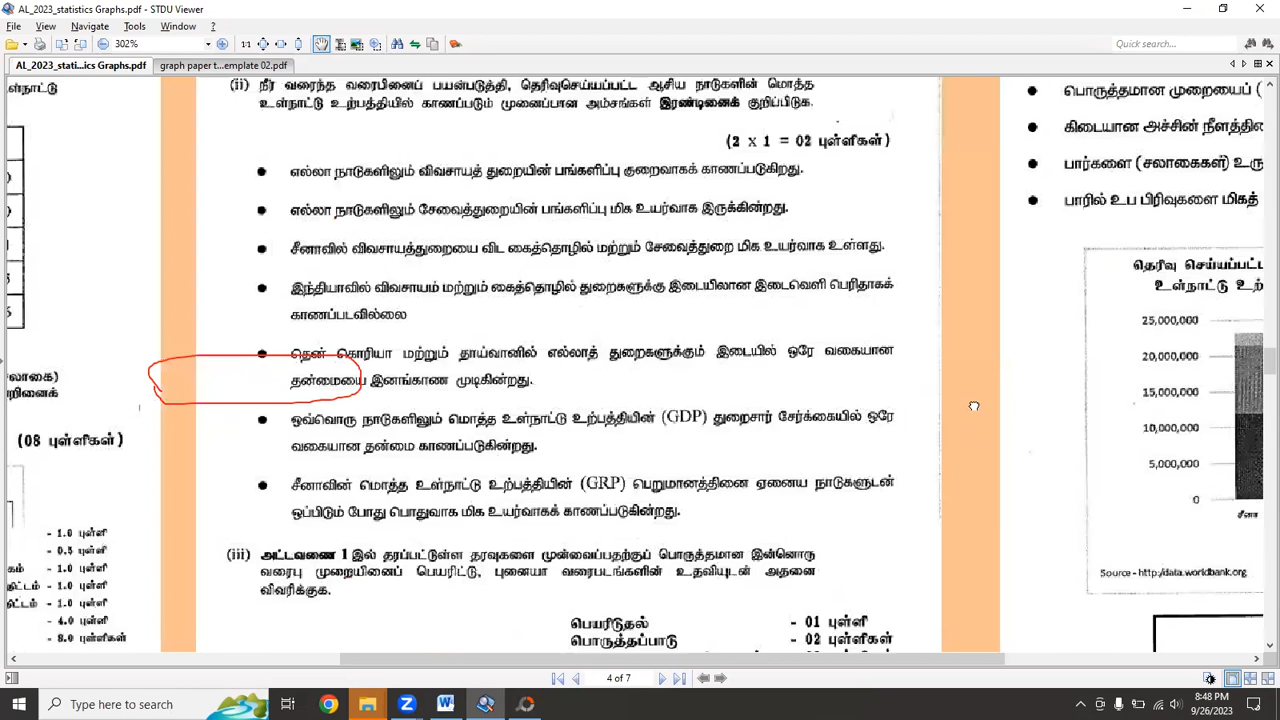 AL_2023_statistics Graphs.pdf - STDU Viewer
File View Navigate Tools Window ?
302%
1:1
Quick search...
AL_2023_stati...ics Graphs.pdf
graph paper t...emplate 02.pdf
(ii) நீர் வரைந்த வரைபினைப் பயன்படுத்தி, தெரிவுசெய்யப்பட்ட ஆசிய நாடுகளின் மொத்த
உள்நாட்டு உற்பத்தியில் காணப்படும் முனைப்பான அம்சங்கள் இரண்டினைக் குறிப்பிடுக.
(2 x 1 = 02 புள்ளிகள்)
● எல்லா நாடுகளிலும் விவசாயத் துறையின் பங்களிப்பு குறைவாகக் காணப்படுகிறது.
● எல்லா நாடுகளிலும் சேவைத்துறையின் பங்களிப்பு மிக உயர்வாக இருக்கின்றது.
● சீனாவில் விவசாயத்துறையை விட கைத்தொழில் மற்றும் சேவைத்துறை மிக உயர்வாக உள்ளது.
● இந்தியாவில் விவசாயம் மற்றும் கைத்தொழில் துறைகளுக்கு இடையிலான இடைவெளி பெரிதாகக்
காணப்படவில்லை
● தென் கொரியா மற்றும் தாய்வானில் எல்லாத் துறைகளுக்கும் இடையில் ஒரே வகையான
தன்மையை இனங்காண முடிகின்றது.
● ஒவ்வொரு நாடுகளிலும் மொத்த உள்நாட்டு உற்பத்தியின் (GDP) துறைசார் சேர்க்கையில் ஒரே
வகையான தன்மை காணப்படுகின்றது.
● சீனாவின் மொத்த உள்நாட்டு உற்பத்தியின் (GRP) பெறுமானத்தினை ஏனைய நாடுகளுடன்
ஒப்பிடும் போது பொதுவாக மிக உயர்வாகக் காணப்படுகின்றது.
(iii) அட்டவணை 1 இல் தரப்பட்டுள்ள தரவுகளை முன்வைப்பதற்குப் பொருத்தமான இன்னொரு
வரைபு முறையினைப் பெயரிட்டு, புனையா வரைபடங்களின் உதவியுடன் அதனை
விவரிக்குக.
பெயரிடுதல் - 01 புள்ளி
பொருத்தப்பாடு - 02 புள்ளிகள்
(08 புள்ளிகள்)
- 1.0 புள்ளி
- 0.5 புள்ளி
- 1.0 புள்ளி
- 1.0 புள்ளி
- 1.0 புள்ளி
- 4.0 புள்ளி
- 8.0 புள்ளிகள்
● பொருத்தமான முறையைப் (
● கிடையான அச்சின் நீளத்தி
● பார்களை (சலாகைகள்) உரு
● பாரில் உப பிரிவுகளை மிகத்
தெரிவு செய்யப்பட்ட
உள்நாட்டு உற்
25,000,000
20,000,000
15,000,000
10,000,000
5,000,000
0
சீனா
Source - http://data.worldbank.org
4 of 7
Type here to search
8:48 PM
9/26/2023